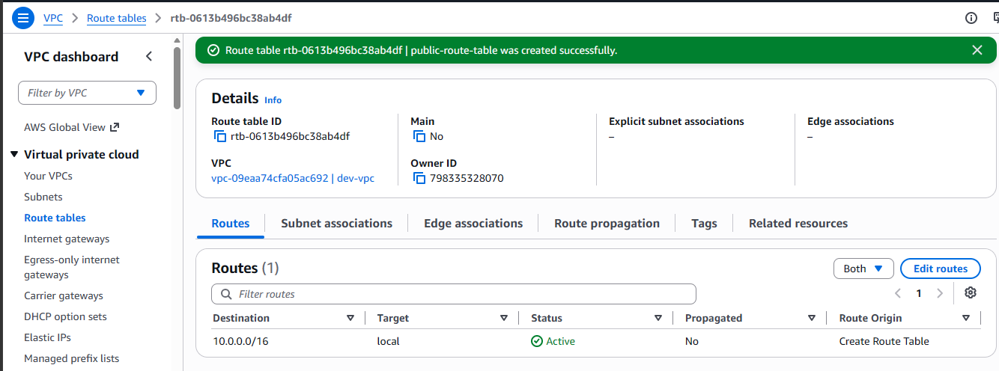 VPC > Route tables > rtb-0613b496bc38ab4df
VPC dashboard
Filter by VPC
AWS Global View
Virtual private cloud
Your VPCs
Subnets
Route tables
Internet gateways
Egress-only internet
gateways
Carrier gateways
DHCP option sets
Elastic IPs
Managed prefix lists
Route table rtb-0613b496bc38ab4df | public-route-table was created successfully.
Details Info
Route table ID
rtb-0613b496bc38ab4df
Main
No
Explicit subnet associations
–
Edge associations
–
VPC
vpc-09eaa74cfa05ac692 | dev-vpc
Owner ID
798335328070
Routes Subnet associations Edge associations Route propagation Tags Related resources
Routes (1)
Both Edit routes
Filter routes
1
Destination Target Status Propagated Route Origin
10.0.0.0/16 local Active No Create Route Table